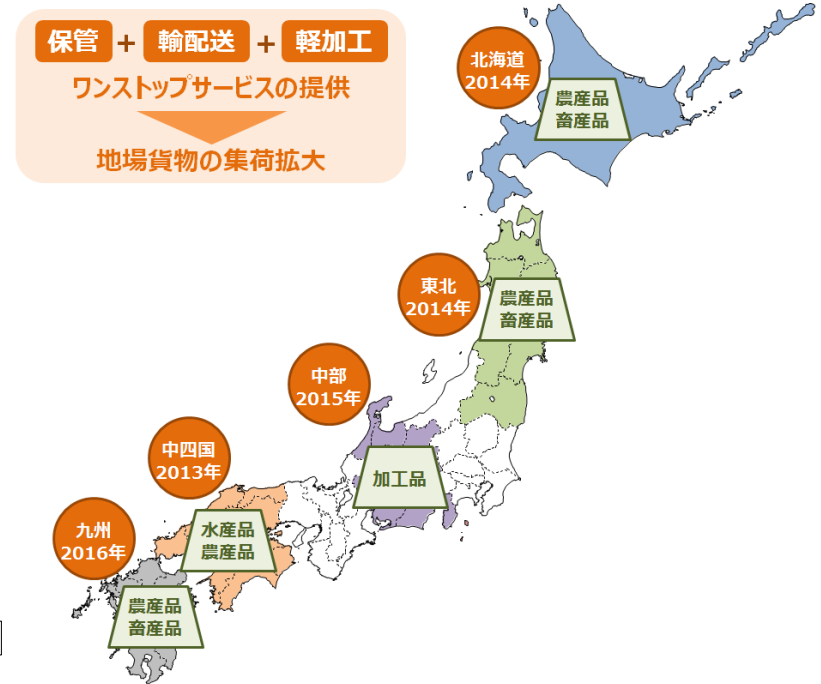 保管 + 輸配送 + 軽加工
ワンストップサービスの提供
地場貨物の集荷拡大
北海道
2014年
農産品
畜産品
東北
2014年
農産品
畜産品
中部
2015年
加工品
中四国
2013年
水産品
農産品
九州
2016年
農産品
畜産品